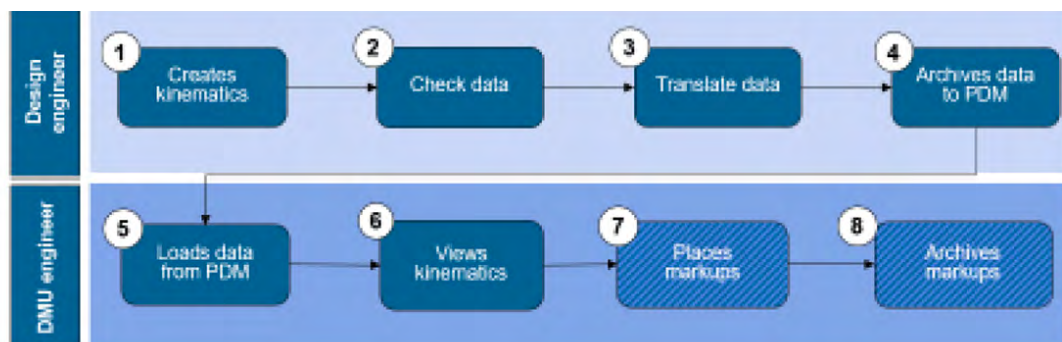 Design
engineer
1
Creates
kinematics
2
Check data
3
Translate data
4
Archives data
to PDM
DMU engineer
5
Loads data
from PDM
6
Views
kinematics
7
Places
markups
8
Archives
markups